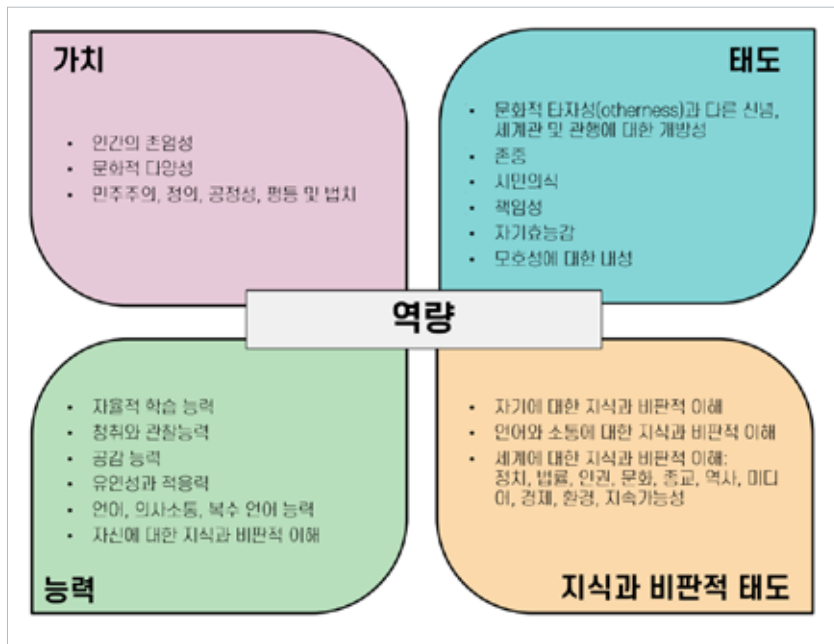 가치
• 인간의 존엄성
• 문화적 다양성
• 민주주의, 정의, 공정성, 평등 및 법치
태도
• 문화적 타자성(otherness)과 다른 신념,
세계관 및 관행에 대한 개방성
• 존중
• 시민의식
• 책임성
• 자기효능감
• 모호성에 대한 내성
역량
• 자율적 학습 능력
• 청취와 관찰능력
• 공감 능력
• 유인성과 적응력
• 언어, 의사소통, 복수 언어 능력
• 자신에 대한 지식과 비판적 이해
능력
• 자기에 대한 지식과 비판적 이해
• 언어와 소통에 대한 지식과 비판적 이해
• 세계에 대한 지식과 비판적 이해:
정치, 법률, 인권, 문화, 종교, 역사, 미디
어, 경제, 환경, 지속가능성
지식과 비판적 태도